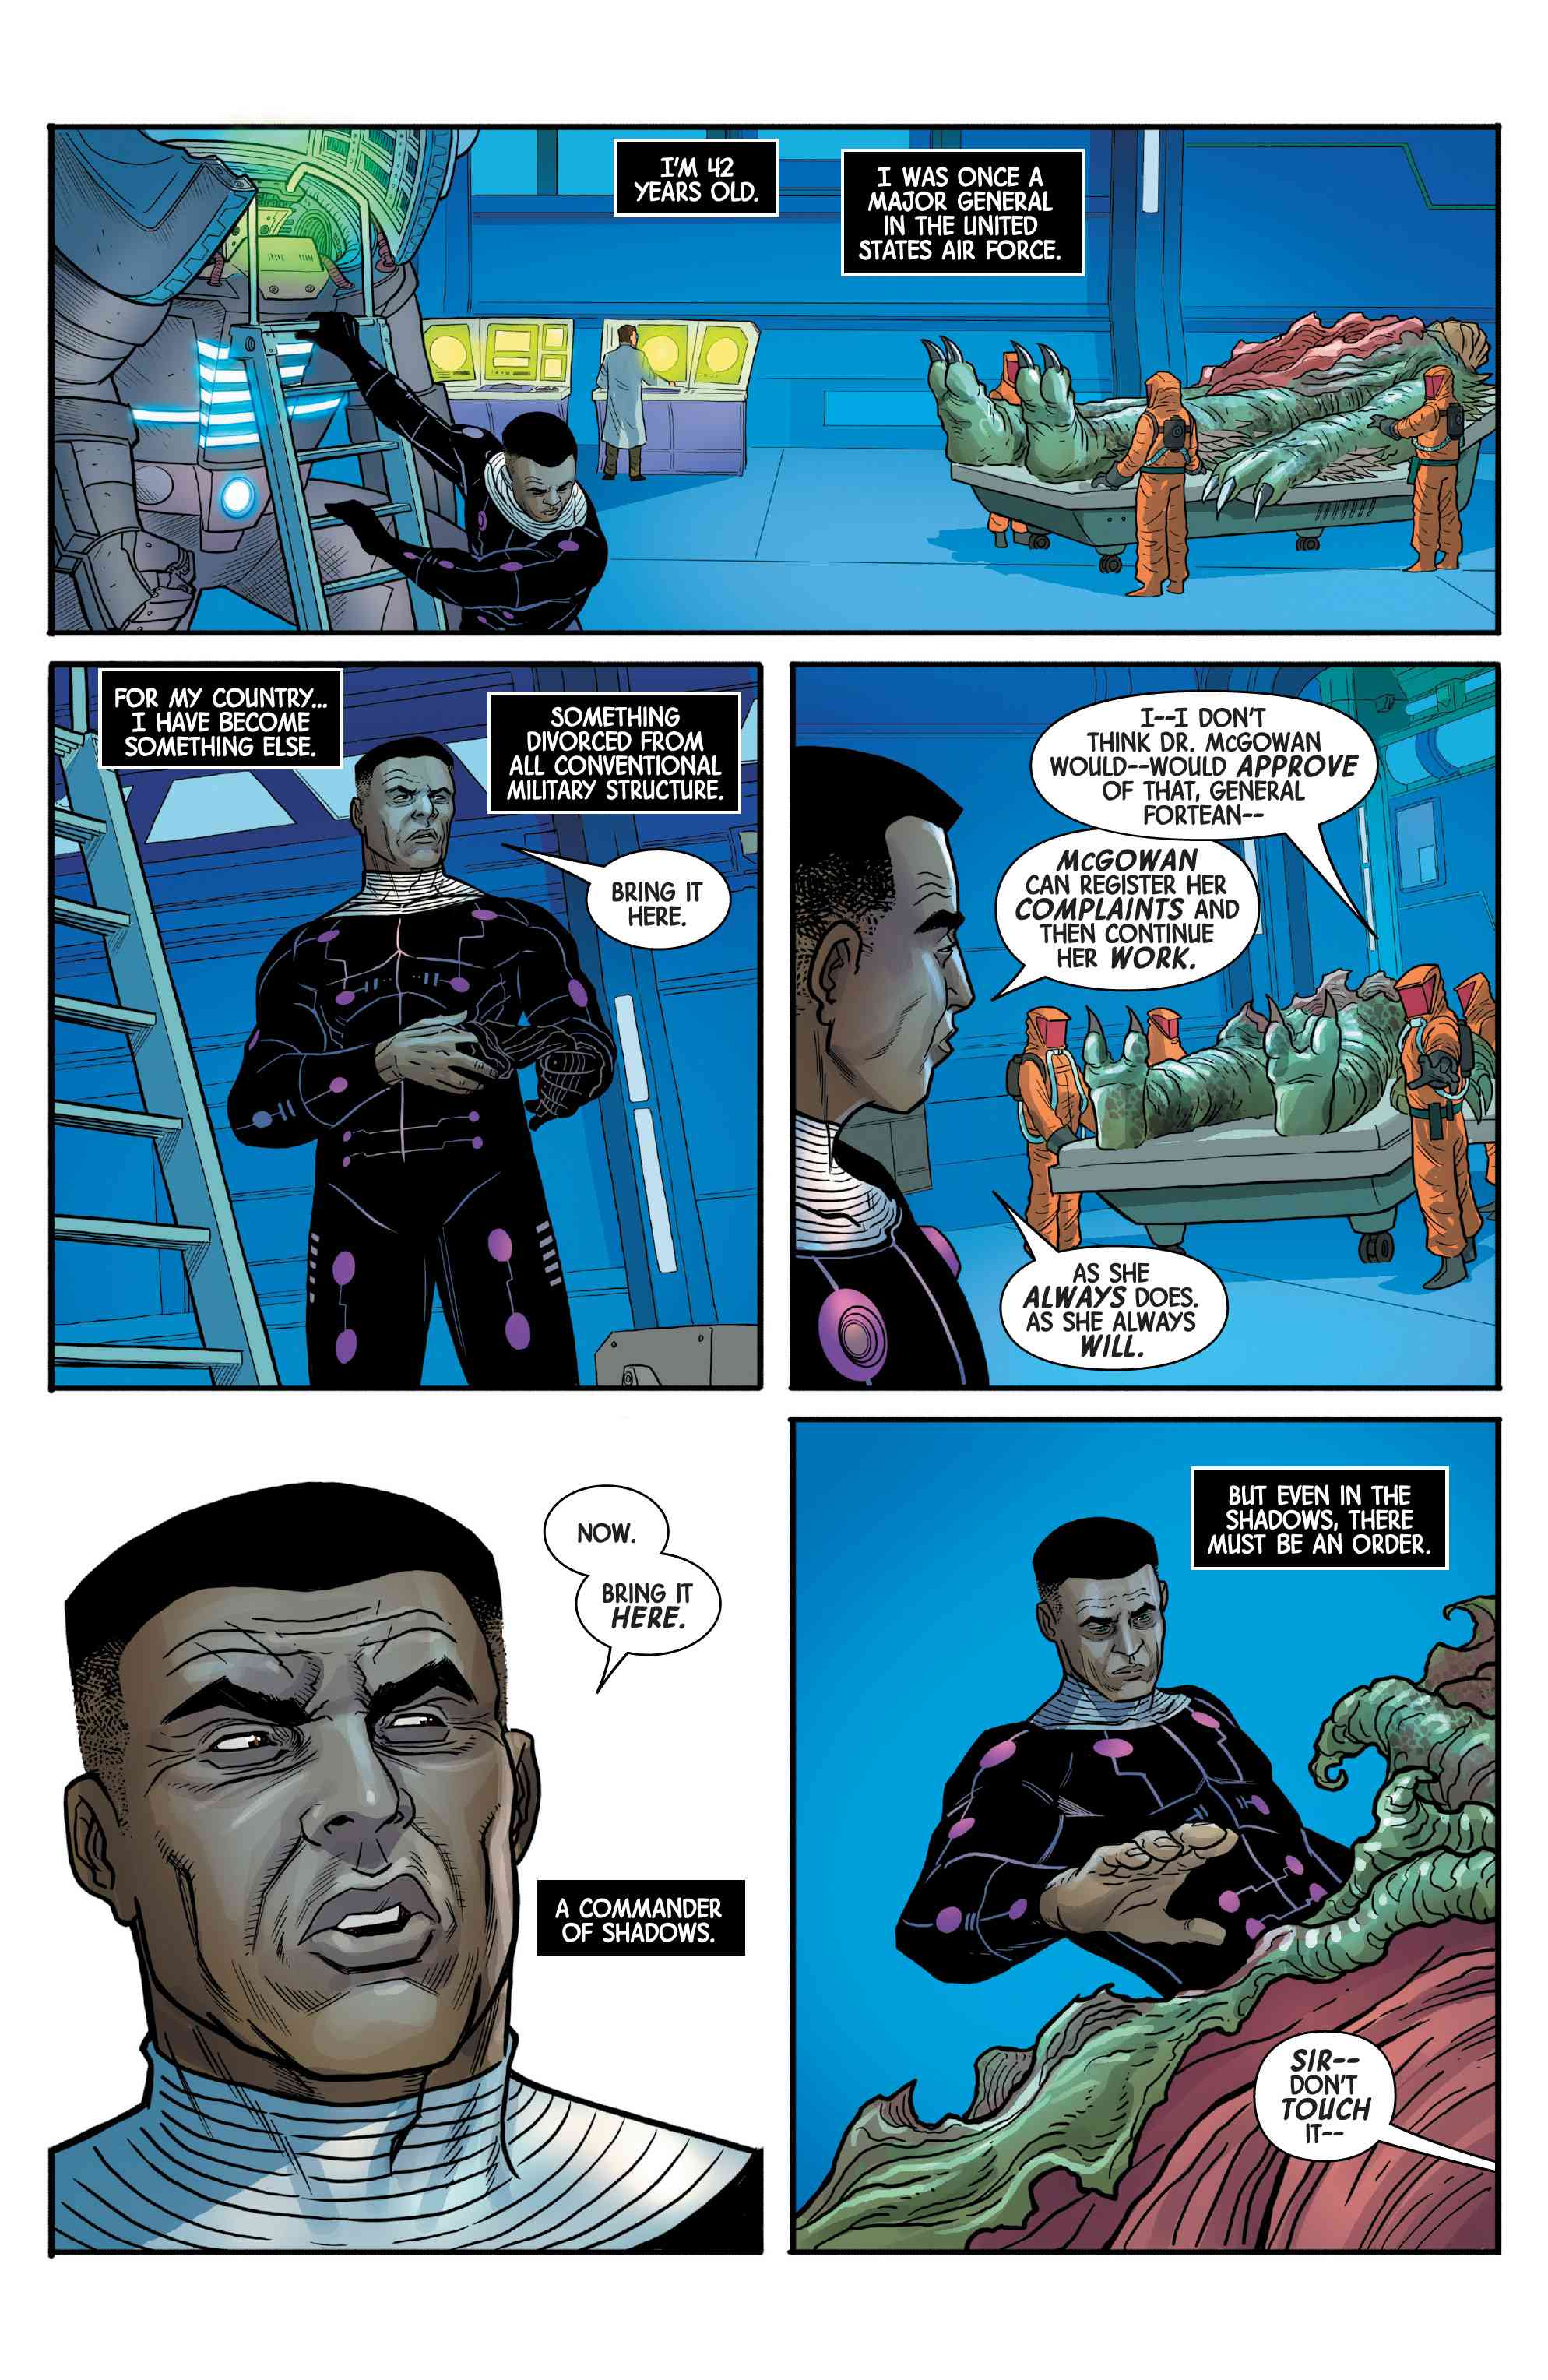 I'M 42
YEARS OLD.
I WAS ONCE A
MAJOR GENERAL
IN THE UNITED
STATES AIR FORCE.
FOR MY COUNTRY...
I HAVE BECOME
SOMETHING ELSE.
SOMETHING
DIVORCED FROM
ALL CONVENTIONAL
MILITARY STRUCTURE.
BRING IT
HERE.
I--I DON'T
THINK DR. McGOWAN
WOULD--WOULD APPROVE
OF THAT, GENERAL
FORTEAN--
McGOWAN
CAN REGISTER HER
COMPLAINTS AND
THEN CONTINUE
HER WORK.
AS SHE
ALWAYS DOES.
AS SHE ALWAYS
WILL.
NOW.
BRING IT
HERE.
A COMMANDER
OF SHADOWS.
BUT EVEN IN THE
SHADOWS, THERE
MUST BE AN ORDER.
SIR--
DON'T
TOUCH
IT--